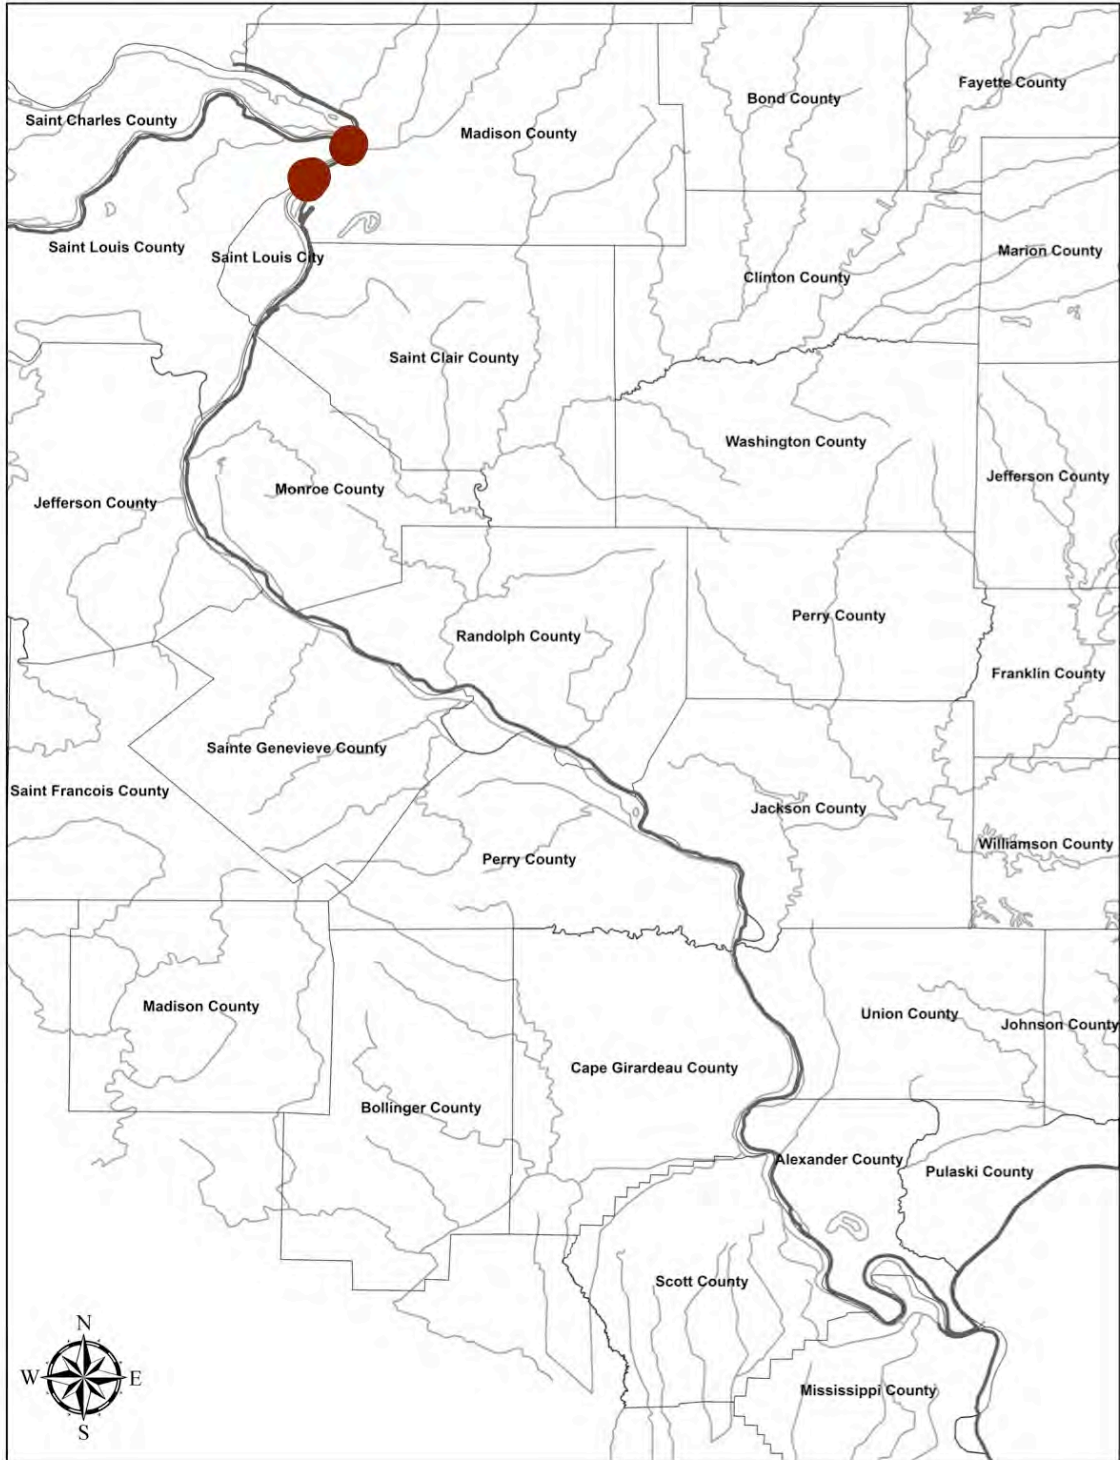 Fayette County
Bond County
Saint Charles County
Madison County
Saint Louis County
Saint Louis City
Marion County
Clinton County
Saint Clair County
Washington County
Jefferson County
Monroe County
Jefferson County
Perry County
Randolph County
Franklin County
Sainte Genevieve County
Saint Francois County
Jackson County
Williamson County
Perry County
Madison County
Union County
Johnson County
Cape Girardeau County
Bollinger County
Alexander County
Pulaski County
Scott County
N
W
E
S
Mississippi County